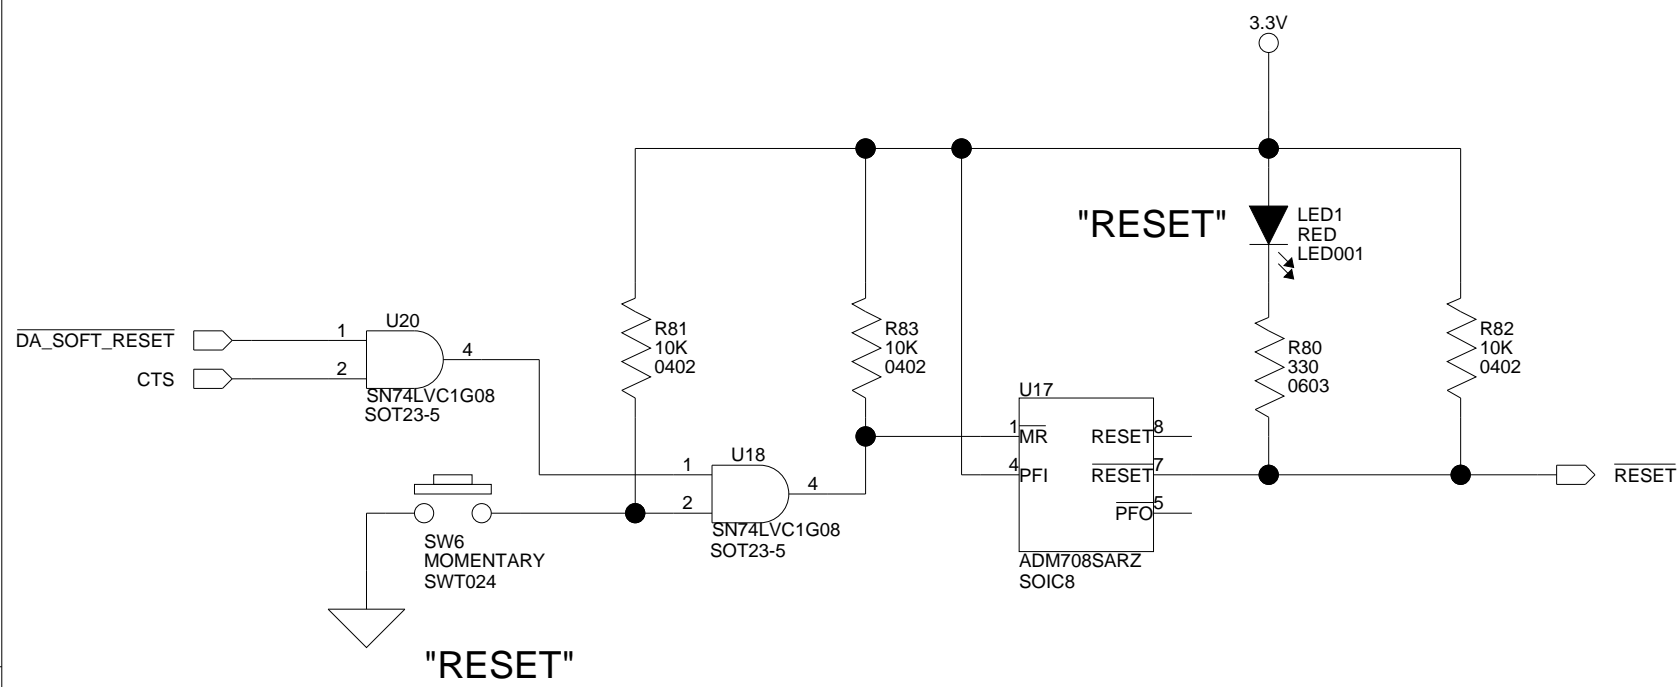 3.3V
"RESET"
LED1
RED
LED001
DA_SOFT_RESET
CTS
1
2
U20
4
SN74LVC1G08
SOT23-5
R81
10K
0402
R83
10K
0402
R80
330
0603
R82
10K
0402
U17
1
MR
4
PFI
RESET
8
RESET
7
PFO
5
ADM708SARZ
SOIC8
RESET
U18
1
2
4
SN74LVC1G08
SOT23-5
SW6
MOMENTARY
SWT024
"RESET"